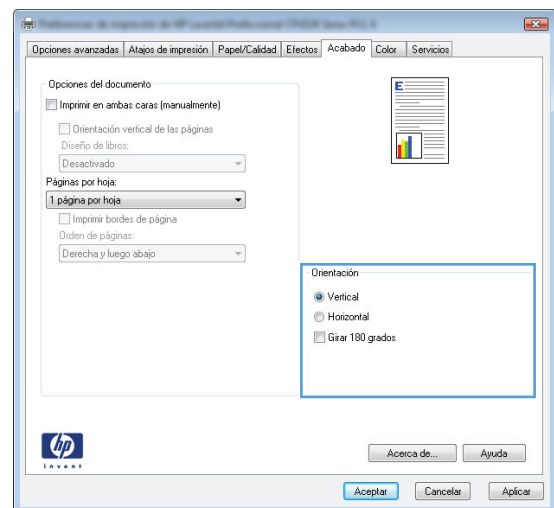 Opciones avanzadas Atajos de impresión Papel/Calidad Efectos Acabado Color Servicios
Opciones del documento
Imprimir en ambas caras (manualmente)
Orientación vertical de las páginas
Diseño de libros:
Desactivado
Páginas por hoja:
1 página por hoja
Imprimir bordes de página
Orden de páginas:
Derecha y luego abajo
E
Orientación
Vertical
Horizontal
Girar 180 grados
hp
invent
Acerca de... Ayuda
Aceptar Cancelar Aplicar